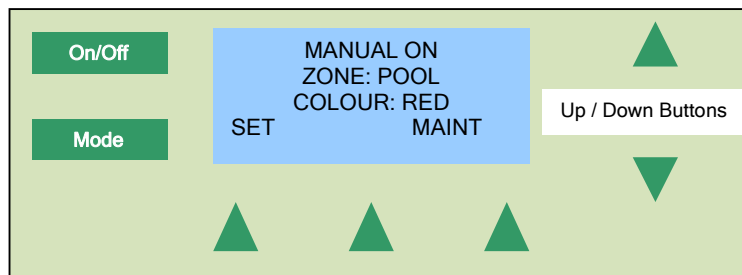 On/Off
MANUAL ON
ZONE: POOL
COLOUR: RED
SET MAINT
Mode
Up / Down Buttons